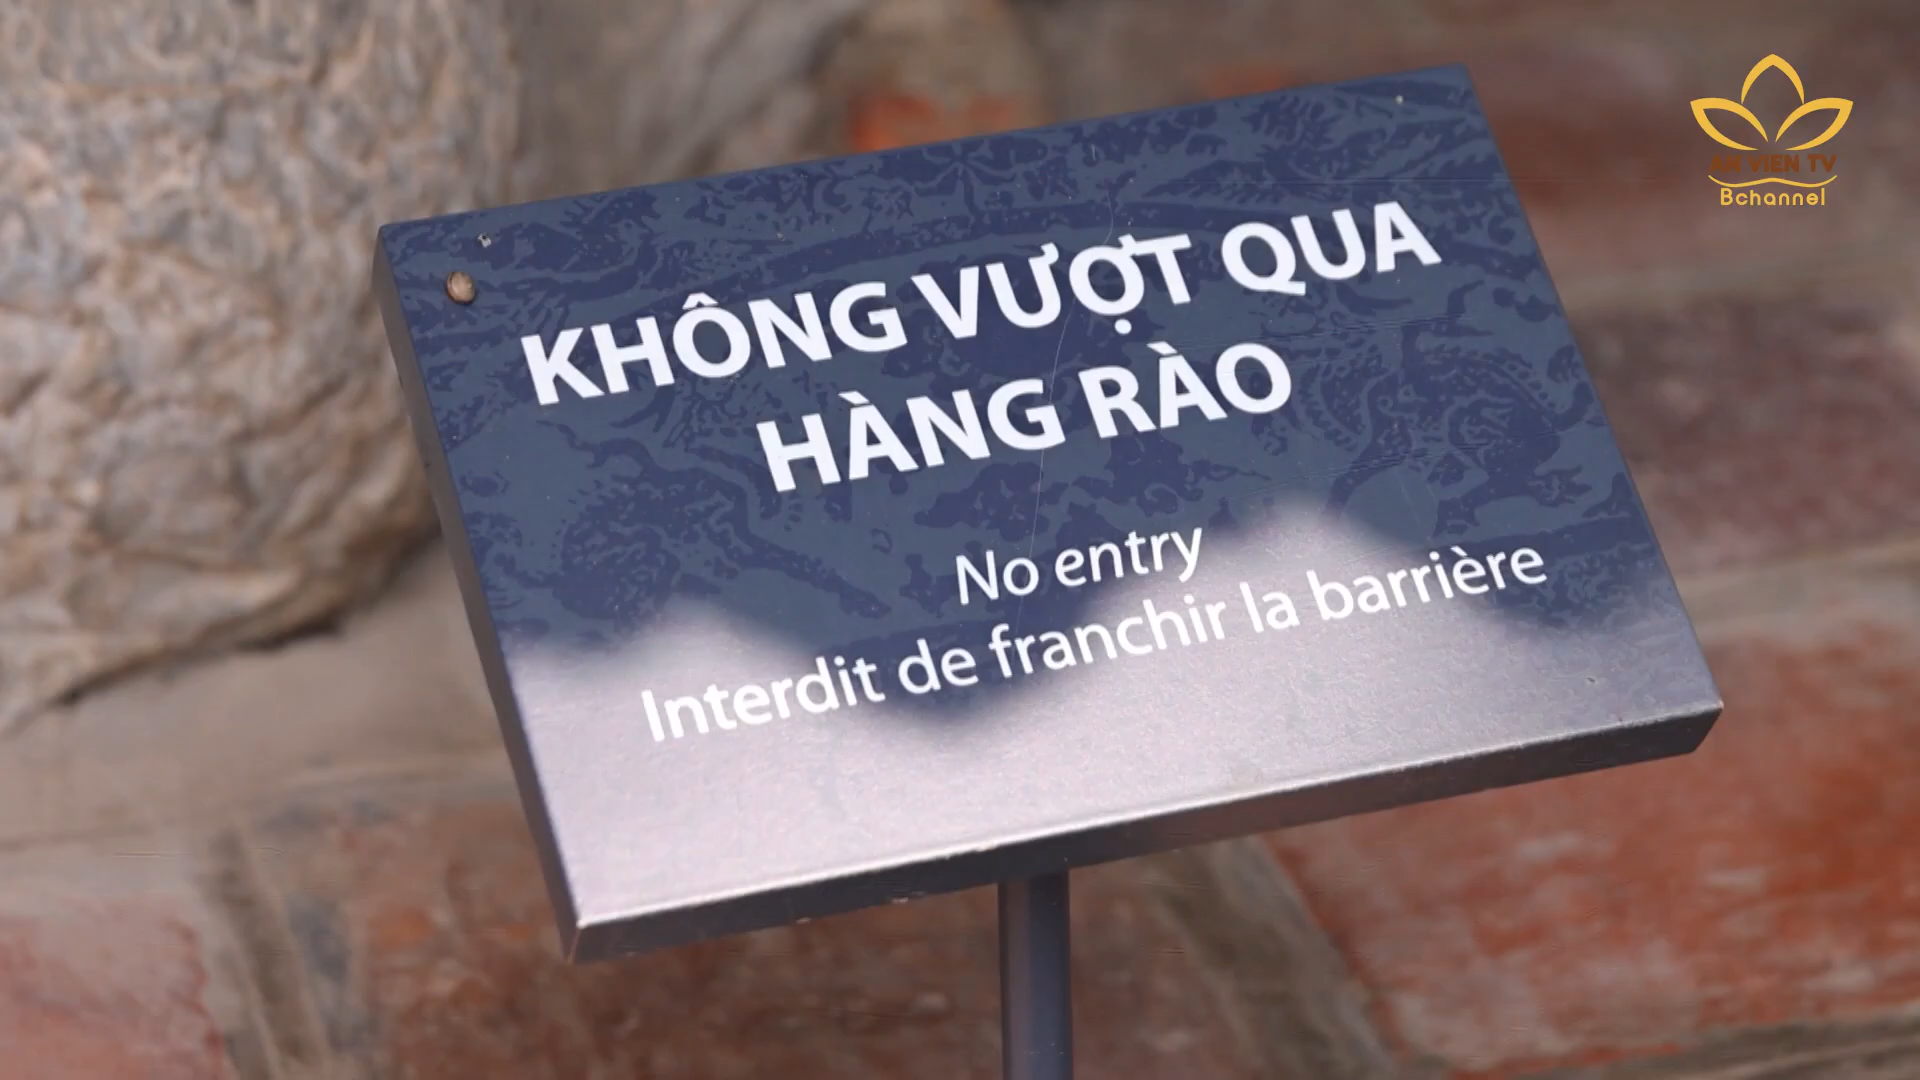 KHÔNG VƯỢT QUA
HÀNG RÀO
No entry
Interdit de franchir la barrière
AN VIEN TV
Bchannel